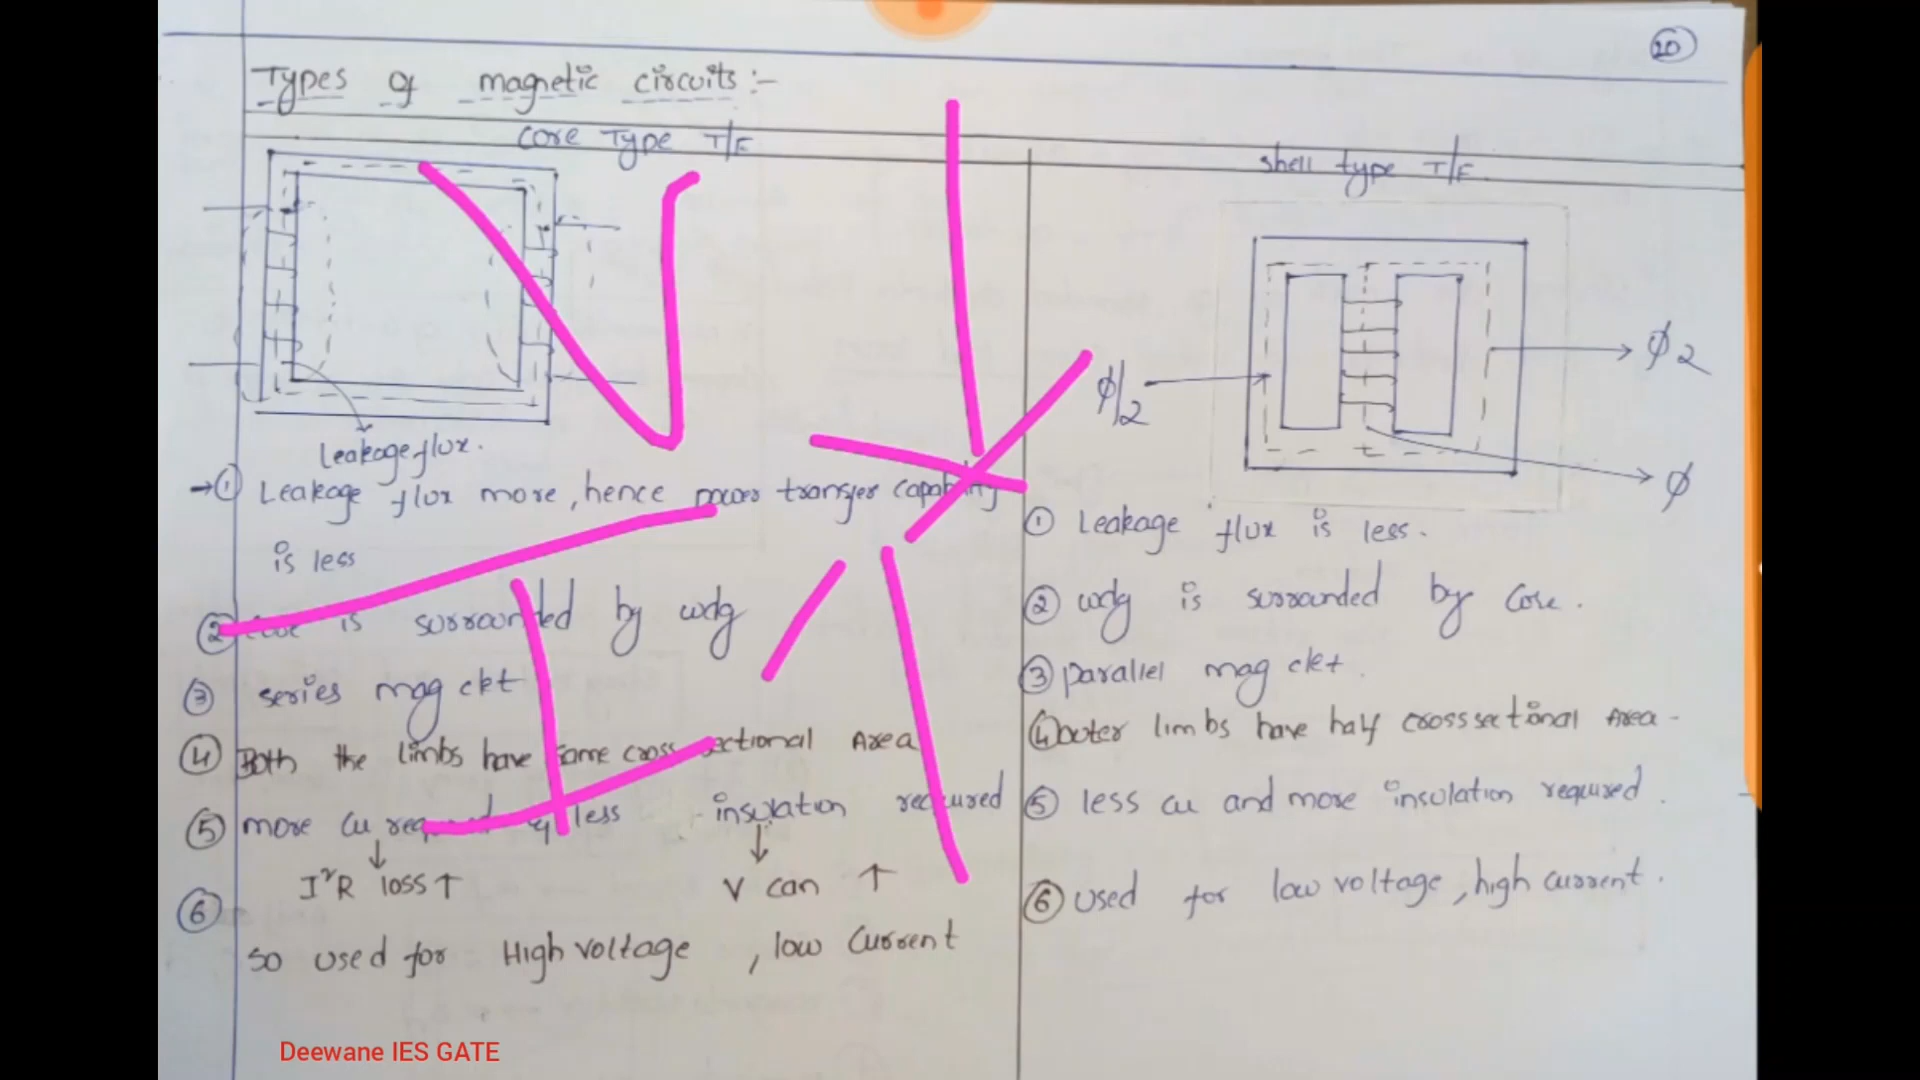 20
Types of magnetic circuits :-
core Type T/F
Leakage flux.
→① Leakage flux more, hence power transfer capability
is less
② core is surrounded by wdg
③ series mag ckt
④ Both the limbs have same cross sectional Area
⑤ more cu required & less insulation required
↓ ↓
I²R loss↑ V can ↑
⑥
so used for High voltage, low Current
shell type T/F
ϕ/2
ϕ2
ϕ
① Leakage flux is less.
② wdg is surrounded by core.
③ parallel mag ckt.
④ outer limbs have half cross sectional Area -
⑤ less cu and more insulation required.
⑥ used for low voltage, high current.
Deewane IES GATE